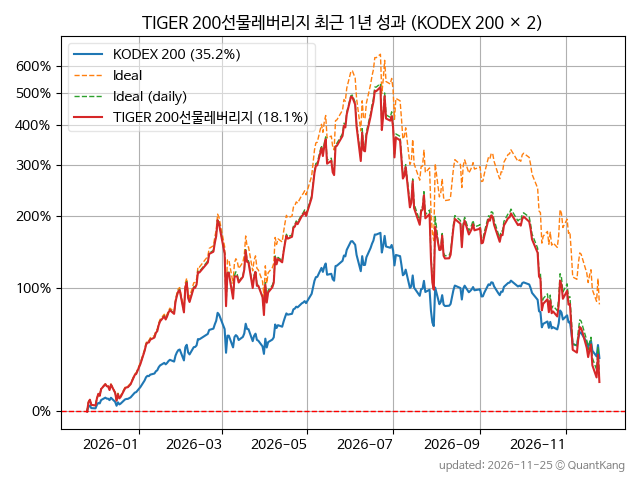 TIGER 200선물레버리지 최근 1년 성과 (KODEX 200 × 2)
KODEX 200 (35.2%)
Ideal
Ideal (daily)
TIGER 200선물레버리지 (18.1%)
600%
500%
400%
300%
200%
100%
0%
2026-01 2026-03 2026-05 2026-07 2026-09 2026-11
updated: 2026-11-25 © QuantKang